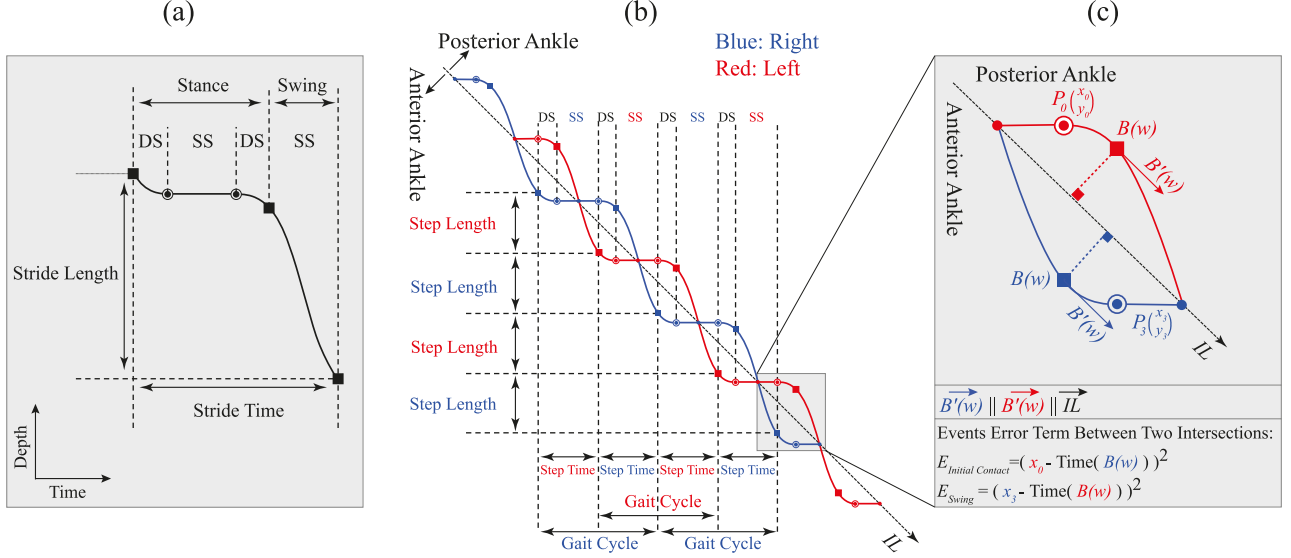 (a)
Stance
Swing
DS
SS
DS
SS
Stride Length
Stride Time
Depth
Time
(b)
Posterior Ankle
Anterior Ankle
Blue: Right
Red: Left
DS
SS
DS
SS
DS
SS
DS
SS
Step Length
Step Length
Step Length
Step Length
Step Time
Step Time
Step Time
Step Time
Gait Cycle
Gait Cycle
Gait Cycle
IL
(c)
Posterior Ankle
Anterior Ankle
P0(x0 y0)
B(w)
B'(w)
B(w)
B'(w)
P3(x3 y3)
IL
B'(w) || B'(w) || IL
Events Error Term Between Two Intersections:
E Initial Contact =( x0 - Time( B(w) ) )2
E Swing = ( x3 - Time( B(w) ) )2